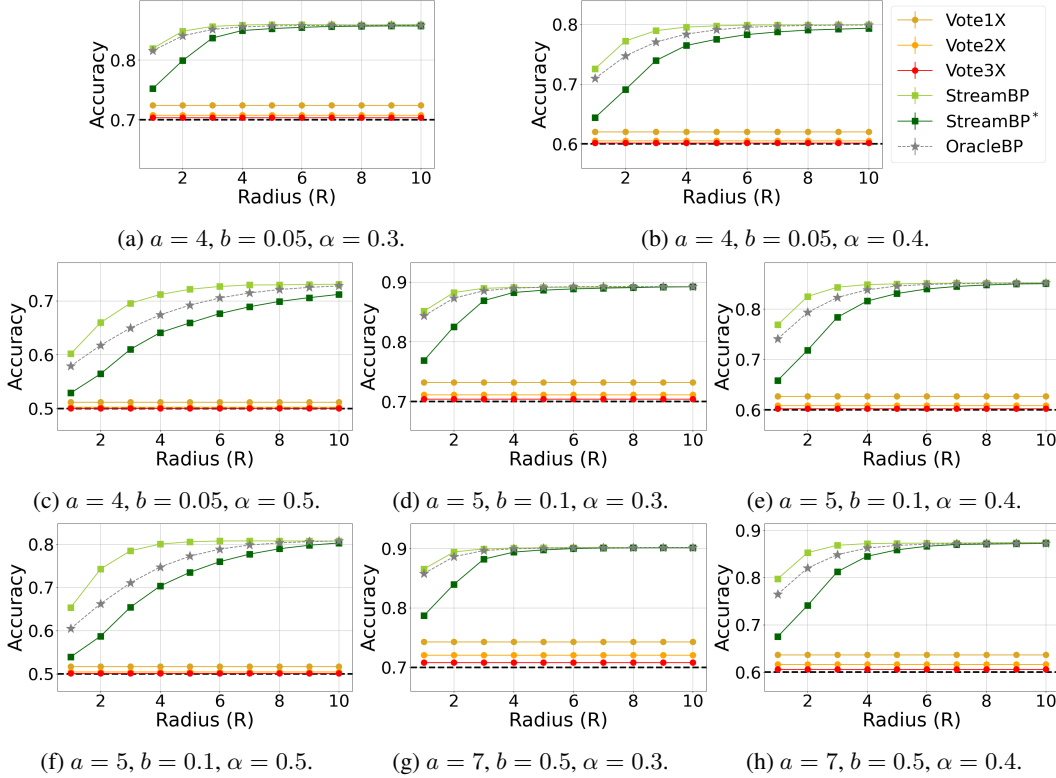 Accuracy
0.8
0.7
2 4 6 8 10
Radius (R)
(a) a = 4, b = 0.05, α = 0.3.
Accuracy
0.8
0.7
0.6
2 4 6 8 10
Radius (R)
(b) a = 4, b = 0.05, α = 0.4.
Vote1X
Vote2X
Vote3X
StreamBP
StreamBP*
OracleBP
Accuracy
0.7
0.6
0.5
2 4 6 8 10
Radius (R)
(c) a = 4, b = 0.05, α = 0.5.
Accuracy
0.9
0.8
0.7
2 4 6 8 10
Radius (R)
(d) a = 5, b = 0.1, α = 0.3.
Accuracy
0.8
0.7
0.6
2 4 6 8 10
Radius (R)
(e) a = 5, b = 0.1, α = 0.4.
Accuracy
0.8
0.7
0.6
0.5
2 4 6 8 10
Radius (R)
(f) a = 5, b = 0.1, α = 0.5.
Accuracy
0.9
0.8
0.7
2 4 6 8 10
Radius (R)
(g) a = 7, b = 0.5, α = 0.3.
Accuracy
0.9
0.8
0.7
0.6
2 4 6 8 10
Radius (R)
(h) a = 7, b = 0.5, α = 0.4.